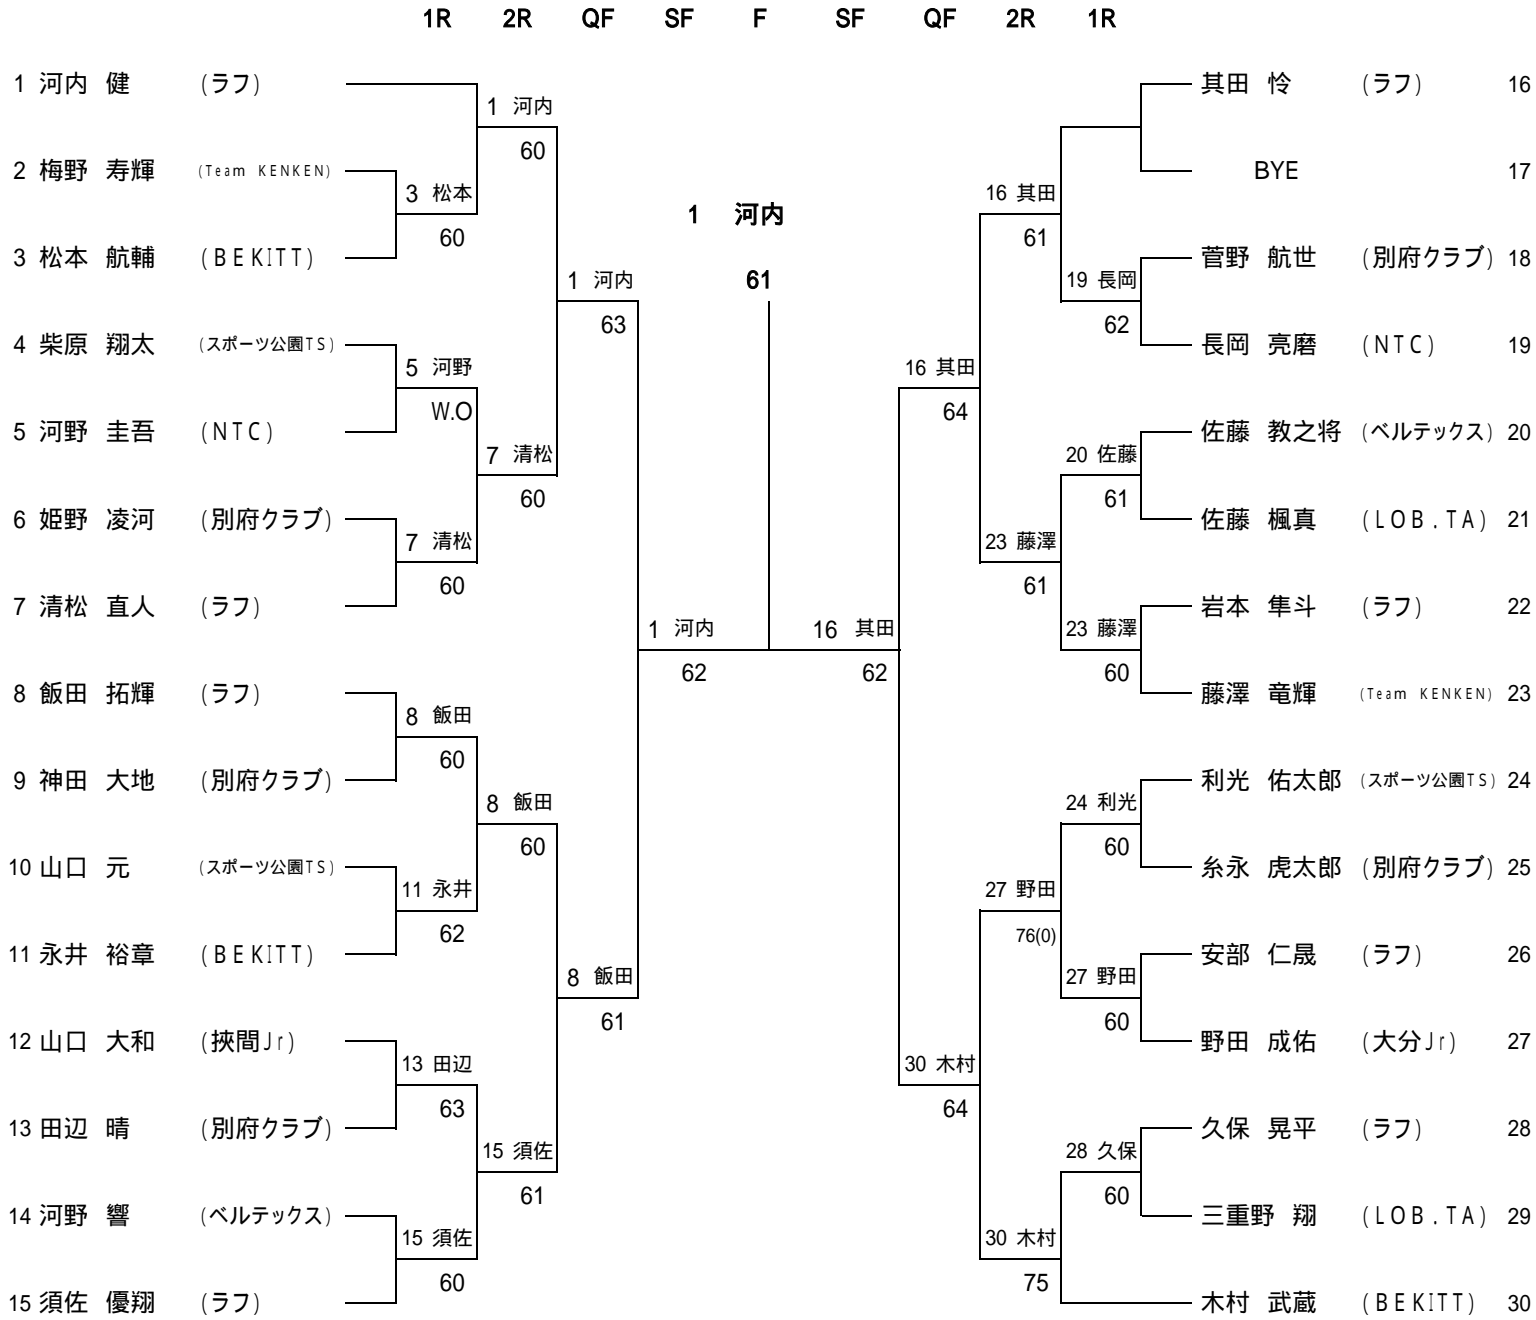 1R 2R QF SF F SF QF 2R 1R
1 河内 健 (ラフ) 其田 怜 (ラフ) 16
1 河内
60
2 梅野 寿輝 (Team KENKEN) BYE 17
3 松本 16 其田
1 河内
60 61
3 松本 航輔 (BEKITT) 菅野 航世 (別府クラブ) 18
1 河内 61 19 長岡
63 62
4 柴原 翔太 (スポーツ公園TS) 長岡 亮磨 (NTC) 19
5 河野 16 其田
W.O 64
5 河野 圭吾 (NTC) 佐藤 教之将 (ベルテックス) 20
7 清松 20 佐藤
60 61
6 姫野 凌河 (別府クラブ) 佐藤 楓真 (LOB.TA) 21
7 清松 23 藤澤
60 61
7 清松 直人 (ラフ) 岩本 隼斗 (ラフ) 22
1 河内 16 其田 23 藤澤
62 62 60
8 飯田 拓輝 (ラフ) 藤澤 竜輝 (Team KENKEN) 23
8 飯田
60
9 神田 大地 (別府クラブ) 利光 佑太郎 (スポーツ公園TS) 24
8 飯田 24 利光
60 60
10 山口 元 (スポーツ公園TS) 糸永 虎太郎 (別府クラブ) 25
11 永井 27 野田
62 76(0)
11 永井 裕章 (BEKITT) 安部 仁晟 (ラフ) 26
8 飯田 27 野田
61 60
12 山口 大和 (挾間Jr) 野田 成佑 (大分Jr) 27
13 田辺 30 木村
63 64
13 田辺 晴 (別府クラブ) 久保 晃平 (ラフ) 28
15 須佐 28 久保
61 60
14 河野 響 (ベルテックス) 三重野 翔 (LOB.TA) 29
15 須佐 30 木村
60 75
15 須佐 優翔 (ラフ) 木村 武蔵 (BEKITT) 30